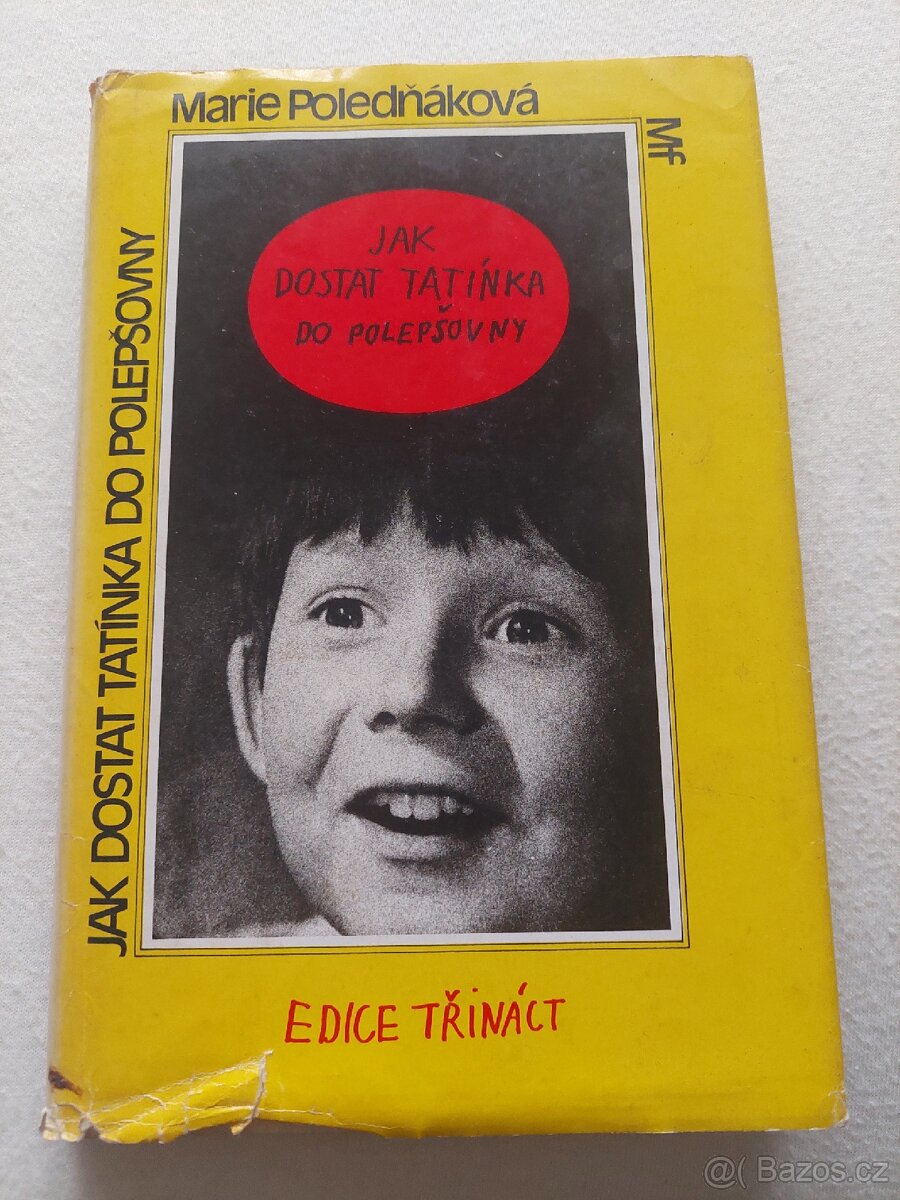 Marie Poledňáková
Mf
JAK DOSTAT TATÍNKA DO POLEPŠOVNY
JAK
DOSTAT TATÍNKA
DO POLEPŠOVNY
EDICE TŘINÁCT
@( Bazos.cz